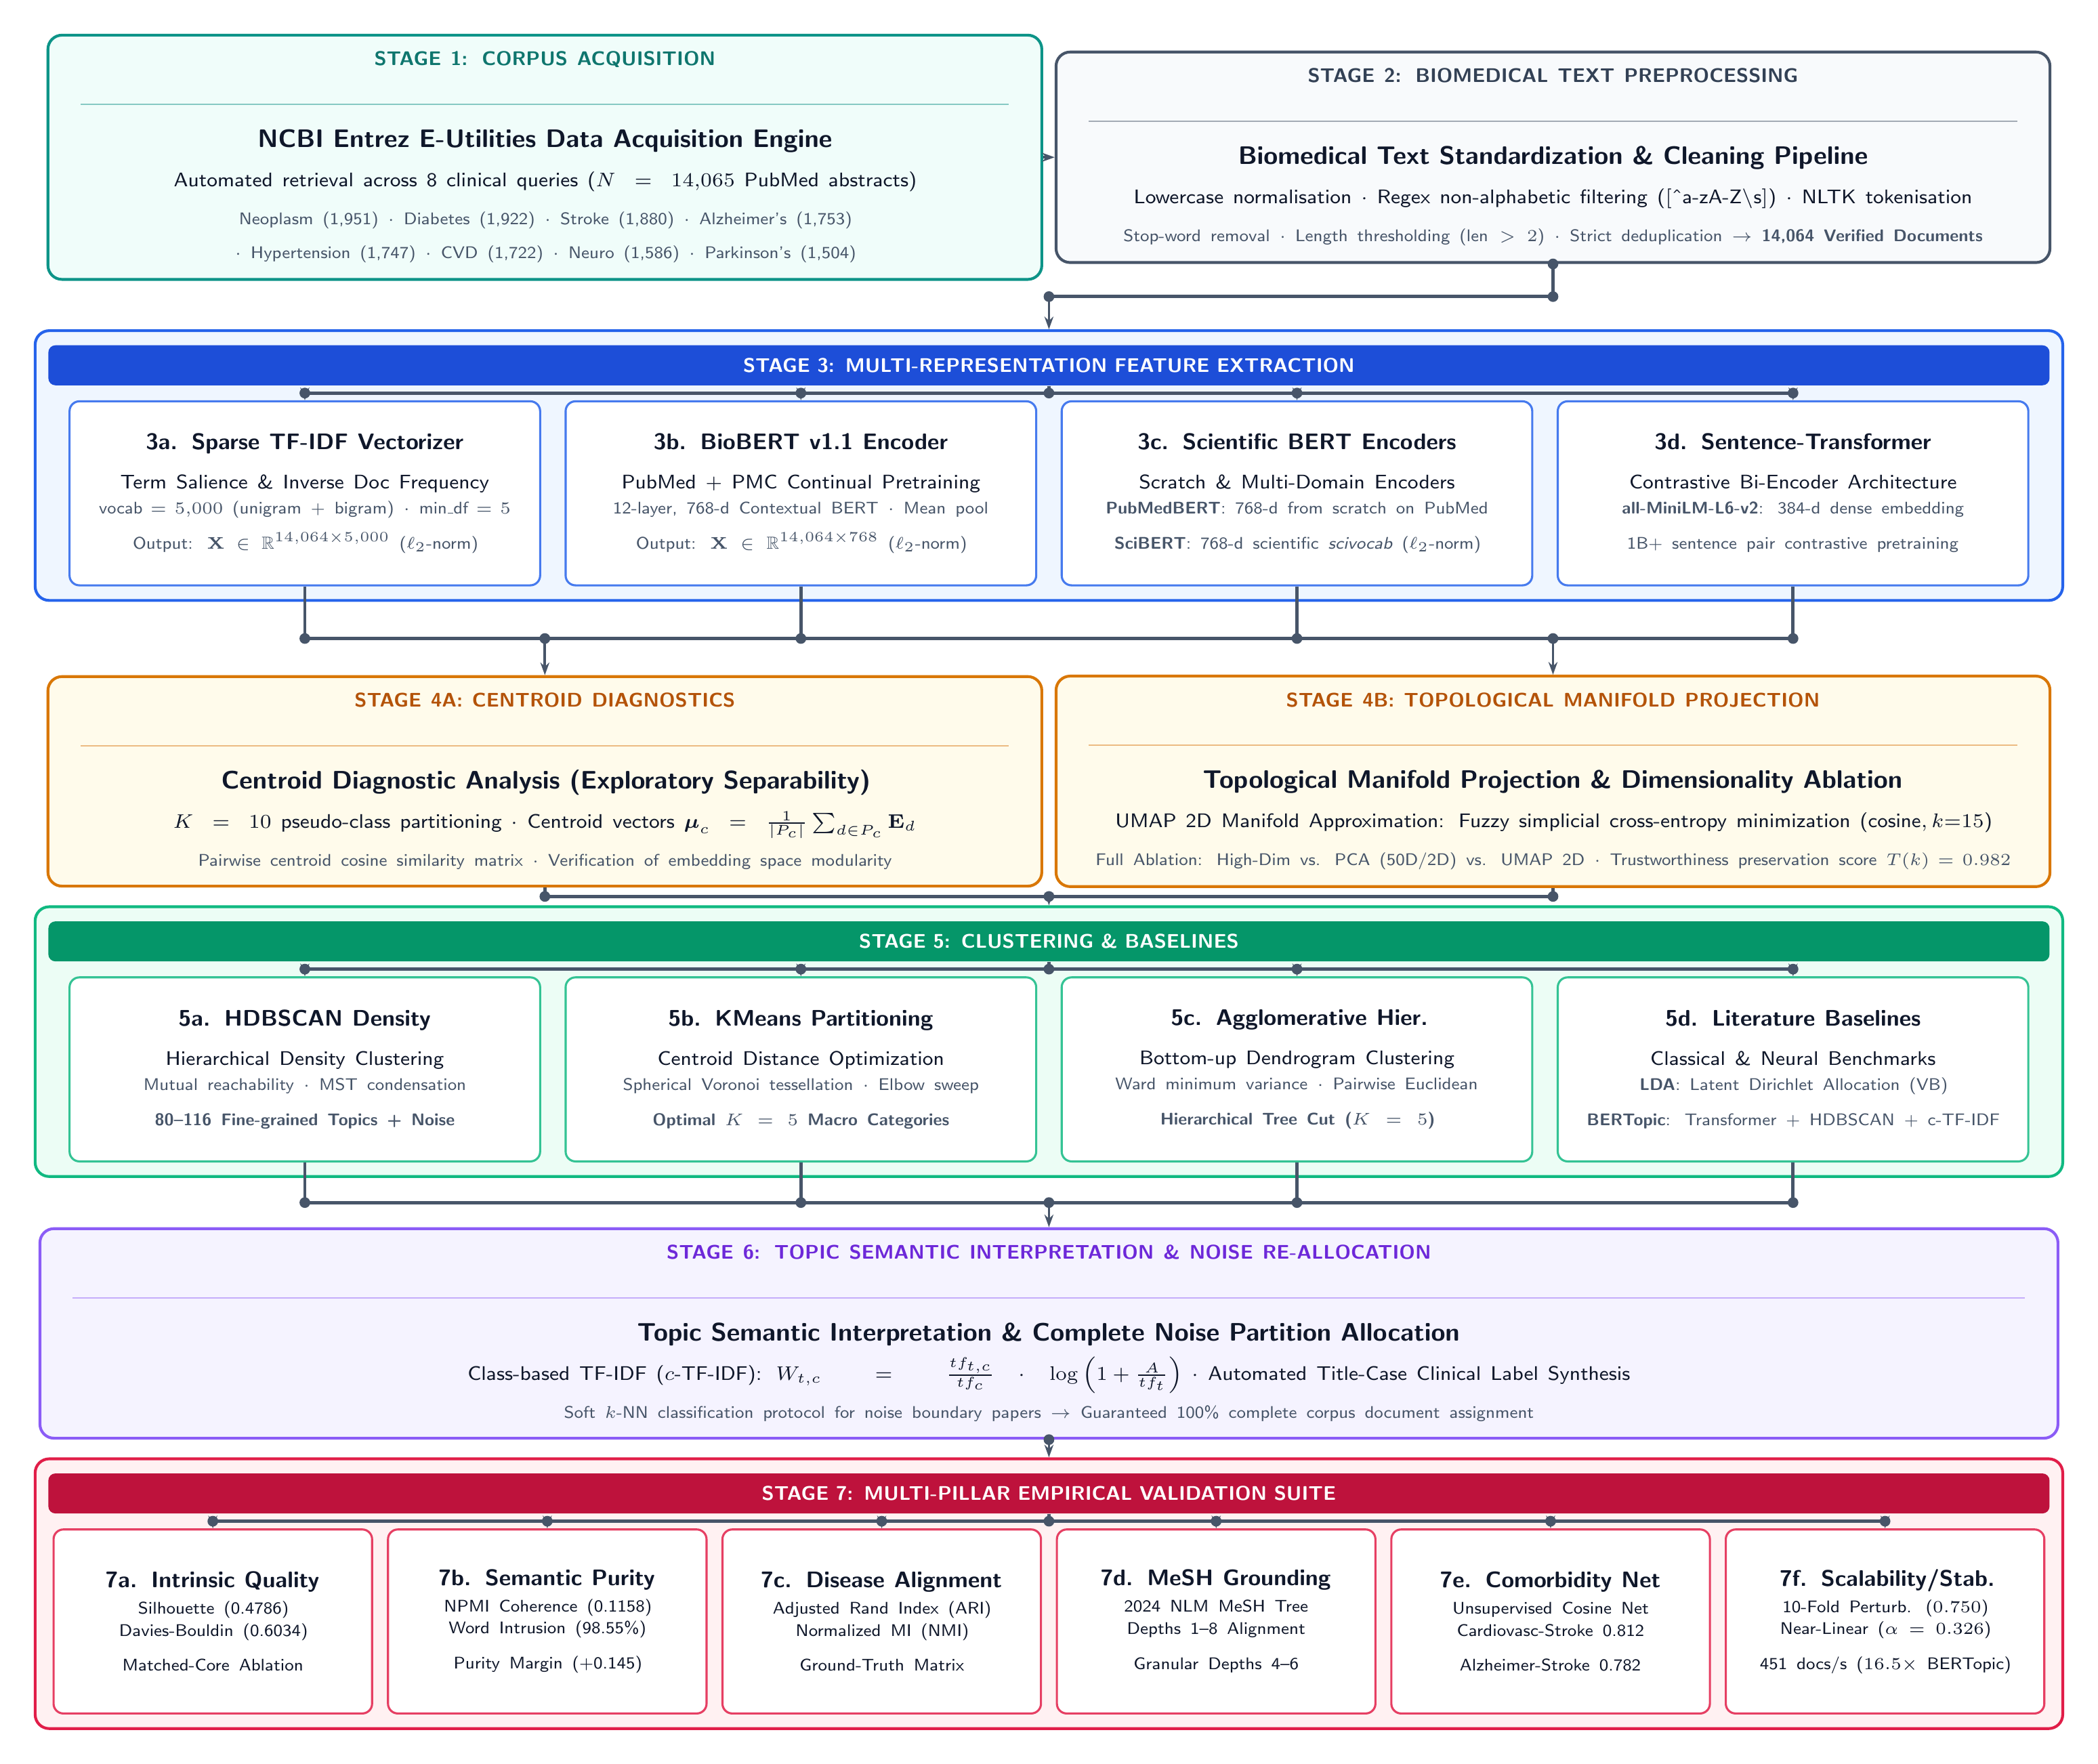 STAGE 1: CORPUS ACQUISITION
NCBI Entrez E-Utilities Data Acquisition Engine
Automated retrieval across 8 clinical queries (N = 14,065 PubMed abstracts)
Neoplasm (1,951) · Diabetes (1,922) · Stroke (1,880) · Alzheimer's (1,753)
· Hypertension (1,747) · CVD (1,722) · Neuro (1,586) · Parkinson's (1,504)
STAGE 2: BIOMEDICAL TEXT PREPROCESSING
Biomedical Text Standardization & Cleaning Pipeline
Lowercase normalisation · Regex non-alphabetic filtering ([^a-zA-Z\s]) · NLTK tokenisation
Stop-word removal · Length thresholding (len > 2) · Strict deduplication → 14,064 Verified Documents
STAGE 3: MULTI-REPRESENTATION FEATURE EXTRACTION
3a. Sparse TF-IDF Vectorizer
Term Salience & Inverse Doc Frequency
vocab = 5,000 (unigram + bigram) · min_df = 5
Output: X ∈ ℝ^{14,064×5,000} (ℓ₂-norm)
3b. BioBERT v1.1 Encoder
PubMed + PMC Continual Pretraining
12-layer, 768-d Contextual BERT · Mean pool
Output: X ∈ ℝ^{14,064×768} (ℓ₂-norm)
3c. Scientific BERT Encoders
Scratch & Multi-Domain Encoders
PubMedBERT: 768-d from scratch on PubMed
SciBERT: 768-d scientific scivocab (ℓ₂-norm)
3d. Sentence-Transformer
Contrastive Bi-Encoder Architecture
all-MiniLM-L6-v2: 384-d dense embedding
1B+ sentence pair contrastive pretraining
STAGE 4A: CENTROID DIAGNOSTICS
Centroid Diagnostic Analysis (Exploratory Separability)
K = 10 pseudo-class partitioning · Centroid vectors μ_c = \frac{1}{|P_c|} ∑_{d∈P_c} E_d
Pairwise centroid cosine similarity matrix · Verification of embedding space modularity
STAGE 4B: TOPOLOGICAL MANIFOLD PROJECTION
Topological Manifold Projection & Dimensionality Ablation
UMAP 2D Manifold Approximation: Fuzzy simplicial cross-entropy minimization (cosine, k=15)
Full Ablation: High-Dim vs. PCA (50D/2D) vs. UMAP 2D · Trustworthiness preservation score T(k) = 0.982
STAGE 5: CLUSTERING & BASELINES
5a. HDBSCAN Density
Hierarchical Density Clustering
Mutual reachability · MST condensation
80–116 Fine-grained Topics + Noise
5b. KMeans Partitioning
Centroid Distance Optimization
Spherical Voronoi tessellation · Elbow sweep
Optimal K = 5 Macro Categories
5c. Agglomerative Hier.
Bottom-up Dendrogram Clustering
Ward minimum variance · Pairwise Euclidean
Hierarchical Tree Cut (K = 5)
5d. Literature Baselines
Classical & Neural Benchmarks
LDA: Latent Dirichlet Allocation (VB)
BERTopic: Transformer + HDBSCAN + c-TF-IDF
STAGE 6: TOPIC SEMANTIC INTERPRETATION & NOISE RE-ALLOCATION
Topic Semantic Interpretation & Complete Noise Partition Allocation
Class-based TF-IDF (c-TF-IDF): W_{t,c} = \frac{tf_{t,c}}{tf_c} · log(1 + \frac{A}{tf_t}) · Automated Title-Case Clinical Label Synthesis
Soft k-NN classification protocol for noise boundary papers → Guaranteed 100% complete corpus document assignment
STAGE 7: MULTI-PILLAR EMPIRICAL VALIDATION SUITE
7a. Intrinsic Quality
Silhouette (0.4786)
Davies-Bouldin (0.6034)
Matched-Core Ablation
7b. Semantic Purity
NPMI Coherence (0.1158)
Word Intrusion (98.55%)
Purity Margin (+0.145)
7c. Disease Alignment
Adjusted Rand Index (ARI)
Normalized MI (NMI)
Ground-Truth Matrix
7d. MeSH Grounding
2024 NLM MeSH Tree
Depths 1–8 Alignment
Granular Depths 4–6
7e. Comorbidity Net
Unsupervised Cosine Net
Cardiovasc-Stroke 0.812
Alzheimer-Stroke 0.782
7f. Scalability/Stab.
10-Fold Perturb. (0.750)
Near-Linear (α = 0.326)
451 docs/s (16.5× BERTopic)